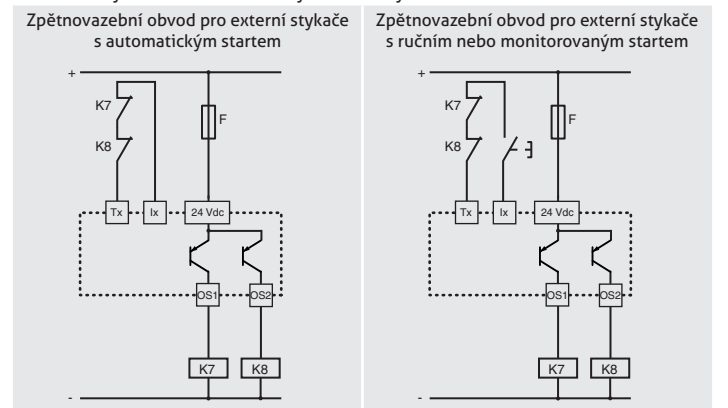 Zpětnovazební obvod pro externí stykače
s automatickým startem
+
K7
K8
F
Tx
Ix
24 Vdc
OS1
OS2
K7
K8
-
Zpětnovazební obvod pro externí stykače
s ručním nebo monitorovaným startem
+
K7
K8
F
Tx
Ix
24 Vdc
OS1
OS2
K7
K8
-